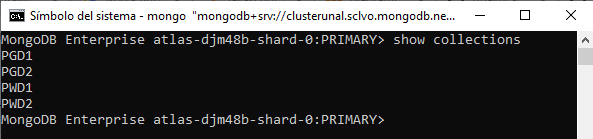 Símbolo del sistema - mongo "mongodb+srv://clusterunal.sclvo.mongodb.ne...
MongoDB Enterprise atlas-djm48b-shard-0:PRIMARY> show collections
PGD1
PGD2
PWD1
PWD2
MongoDB Enterprise atlas-djm48b-shard-0:PRIMARY>